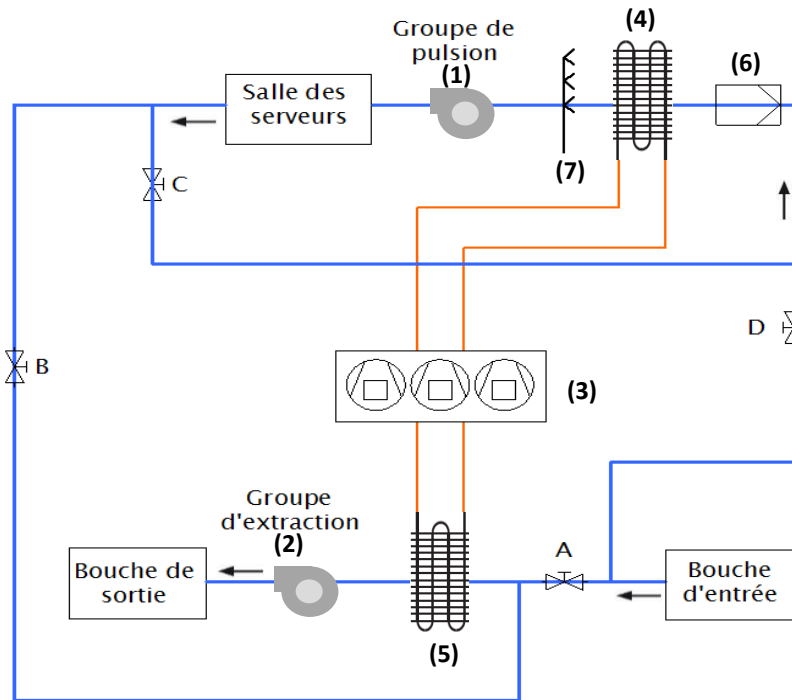 Groupe de
pulsion
(1)
(4)
(6)
Salle des
serveurs
(7)
C
D
B
(3)
Groupe
d'extraction
(2)
A
Bouche de
sortie
Bouche
d'entrée
(5)